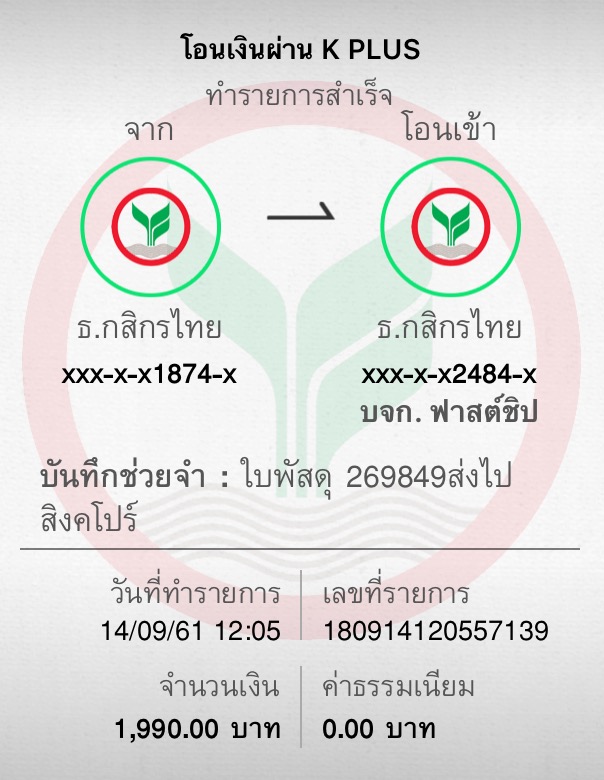 โอนเงินผ่าน K PLUS
ทำรายการสำเร็จ
จาก
โอนเข้า
ธ.กสิกรไทย
ธ.กสิกรไทย
xxx-x-x1874-x
xxx-x-x2484-x
บจก. ฟาสต์ชิป
บันทึกช่วยจำ : ใบพัสดุ 269849ส่งไป
สิงคโปร์
วันที่ทำรายการ
เลขที่รายการ
14/09/61 12:05
180914120557139
จำนวนเงิน
ค่าธรรมเนียม
1,990.00 บาท
0.00 บาท